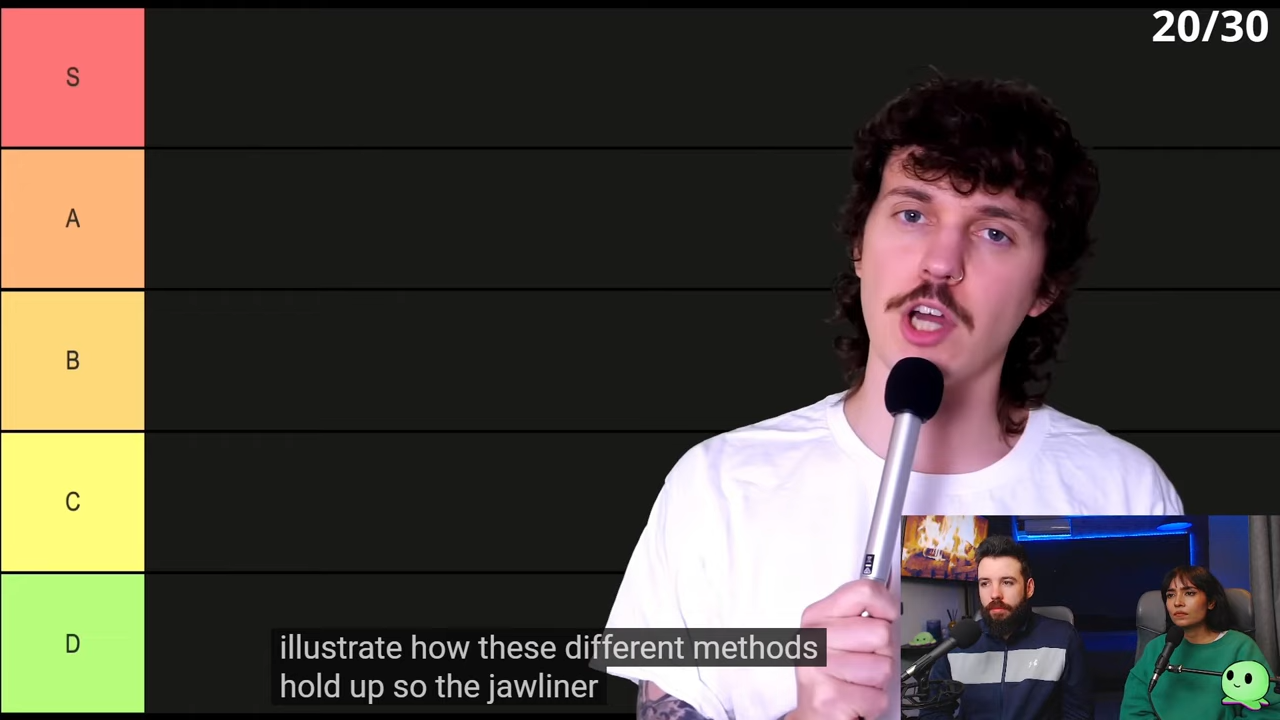 20/30
S
A
B
C
D
illustrate how these different methods
hold up so the jawliner